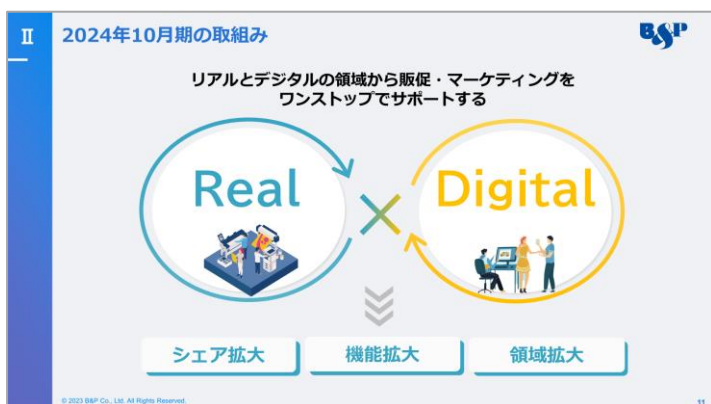 Ⅱ
2024年10月期の取組み
B&P
リアルとデジタルの領域から販促・マーケティングを
ワンストップでサポートする
Real
Digital
シェア拡大
機能拡大
領域拡大
© 2023 B&P Co., Ltd. All Rights Reserved.
11